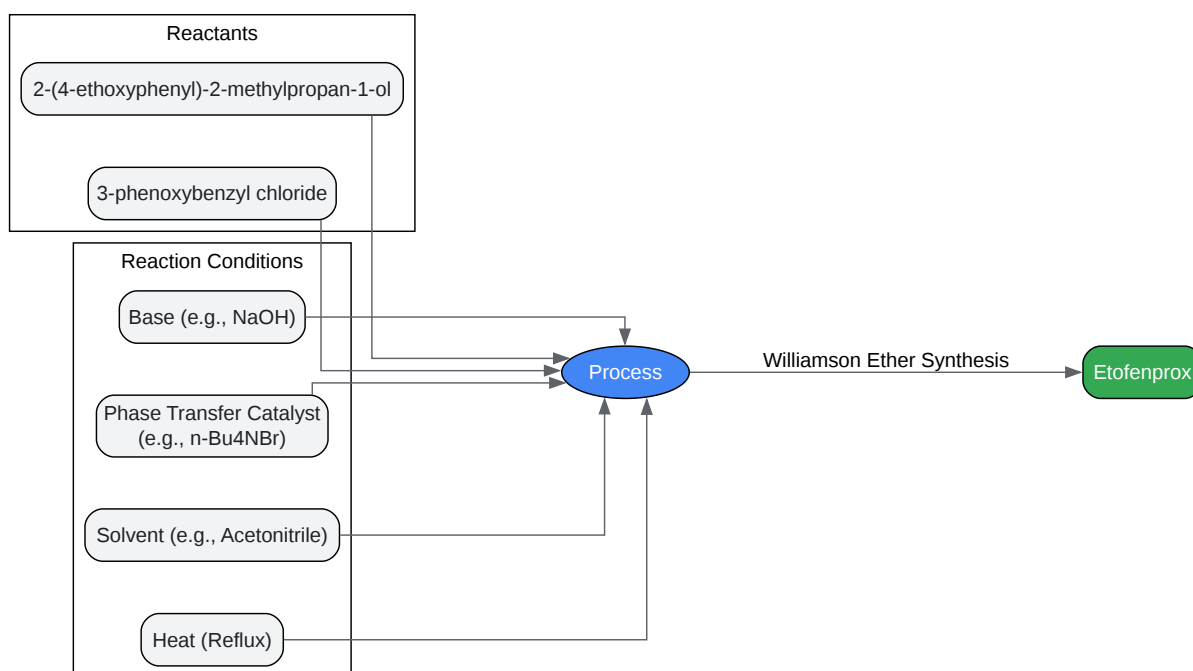 Reactants
2-(4-ethoxyphenyl)-2-methylpropan-1-ol
3-phenoxybenzyl chloride
Reaction Conditions
Base (e.g., NaOH)
Phase Transfer Catalyst
(e.g., n-Bu4NBr)
Solvent (e.g., Acetonitrile)
Heat (Reflux)
Process
Williamson Ether Synthesis
Etofenprox